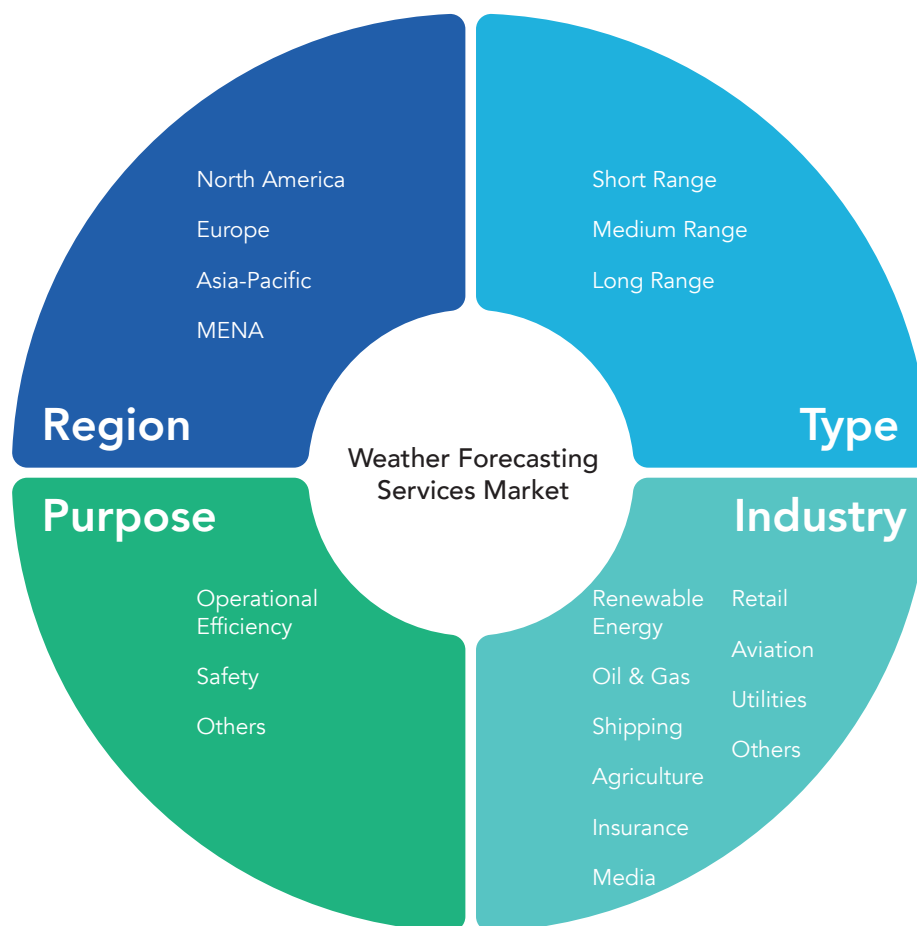 North America
Europe
Asia-Pacific
MENA
Region
Short Range
Medium Range
Long Range
Type
Weather Forecasting
Services Market
Purpose
Operational
Efficiency
Safety
Others
Industry
Renewable
Energy
Oil & Gas
Shipping
Agriculture
Insurance
Media
Retail
Aviation
Utilities
Others